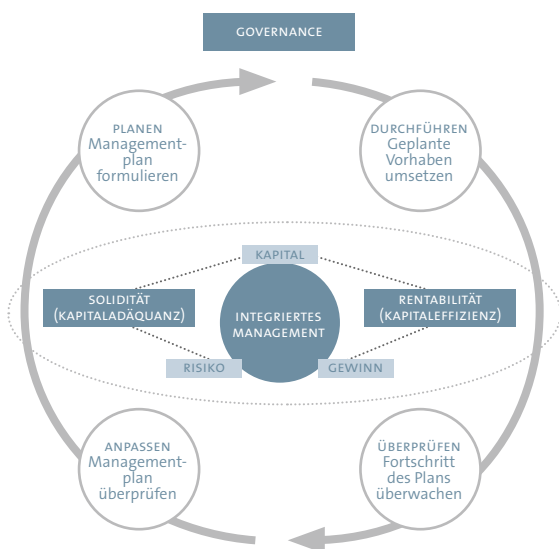 GOVERNANCE
PLANEN
Management-
plan
formulieren
DURCHFÜHREN
Geplante
Vorhaben
umsetzen
KAPITAL
SOLIDITÄT
(KAPITALADÄQUANZ)
INTEGRIERTES
MANAGEMENT
RENTABILITÄT
(KAPITALEFFIZIENZ)
RISIKO
GEWINN
ANPASSEN
Management-
plan
überprüfen
ÜBERPRÜFEN
Fortschritt
des Plans
überwachen